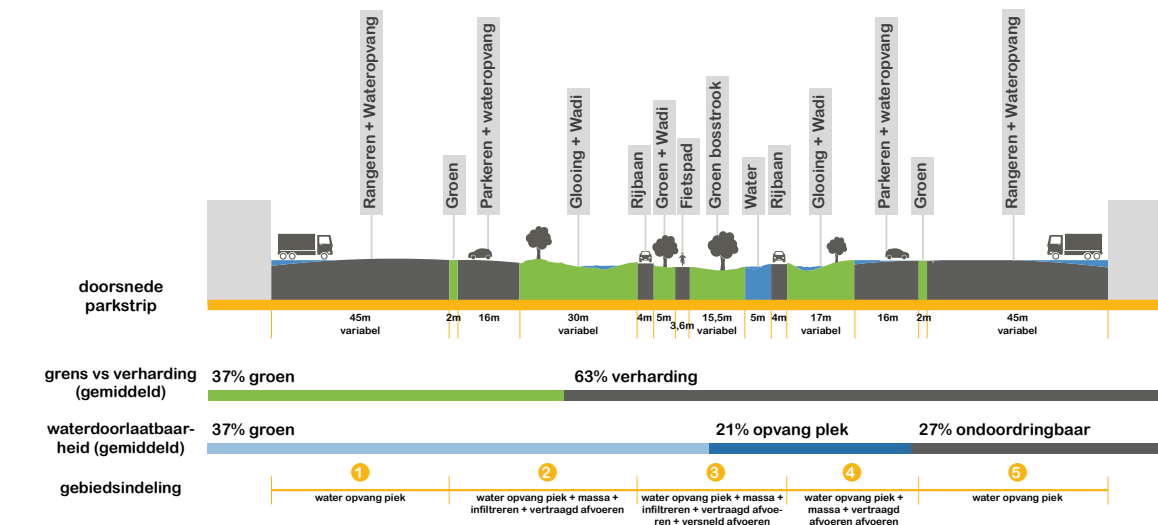 Rangeren + Wateropvang
Groen
Parkeren + wateropvang
Glooing + Wadi
Rijbaan
Groen + Wadi
Fietspad
Groen bosstrook
Water
Rijbaan
Glooing + Wadi
Parkeren + wateropvang
Groen
Rangeren + Wateropvang
doorsnede
parkstrip
45m
variabel
2m
16m
30m
variabel
4m
5m
3,6m
15,5m
variabel
5m
4m
17m
variabel
16m
2m
45m
variabel
grens vs verharding
(gemiddeld)
37% groen
63% verharding
waterdoorlaatbaar-
heid (gemiddeld)
37% groen
21% opvang plek
27% ondoordringbaar
gebiedsindeling
1
water opvang piek
2
water opvang piek + massa +
infiltreren + vertraagd afvoeren
3
water opvang piek + massa +
infiltreren + vertraagd afvoe-
ren + versneld afvoeren
4
water opvang piek +
massa + vertraagd
afvoeren afvoeren
5
water opvang piek